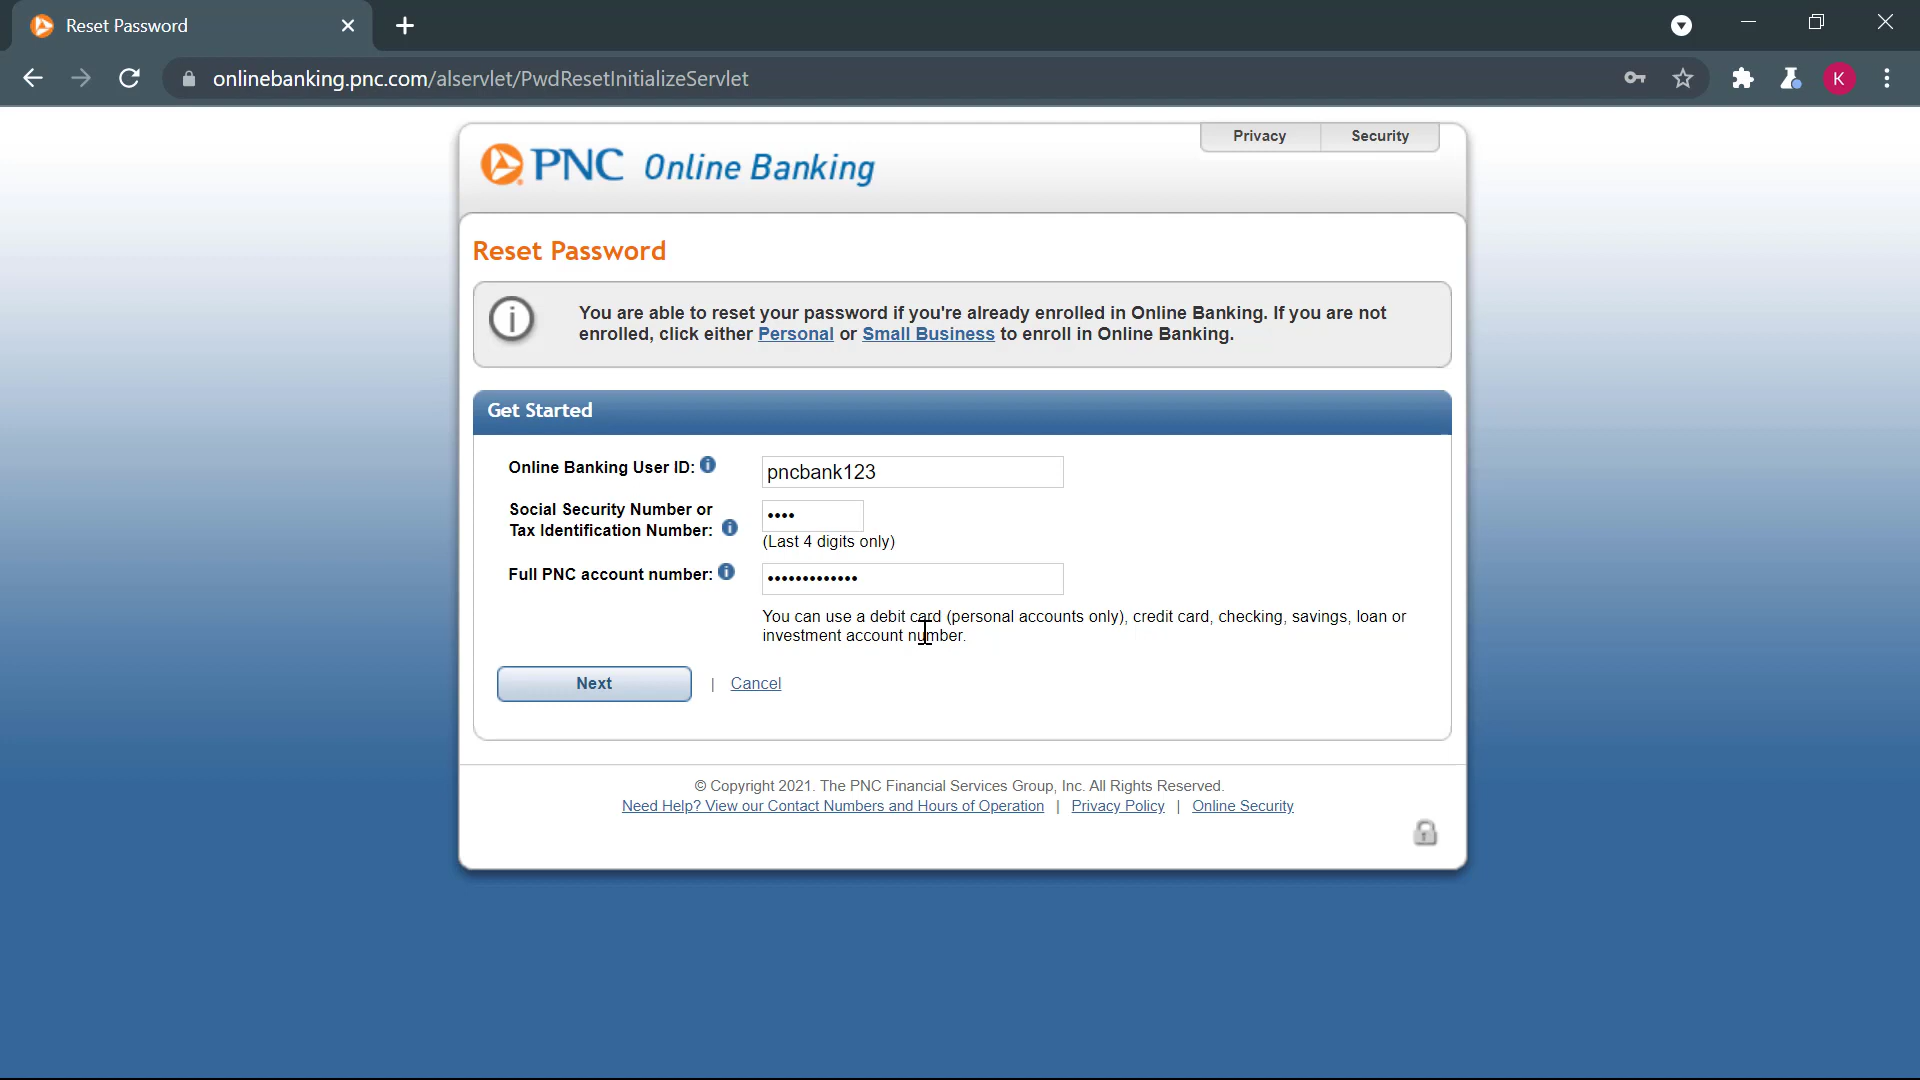 Reset Password
onlinebanking.pnc.com/alservlet/PwdResetInitializeServlet
K
Privacy
Security
PNC Online Banking
Reset Password
You are able to reset your password if you're already enrolled in Online Banking. If you are not
enrolled, click either Personal or Small Business to enroll in Online Banking.
Get Started
Online Banking User ID:
pncbank123
Social Security Number or
Tax Identification Number:
••••
(Last 4 digits only)
Full PNC account number:
•••••••••••••
You can use a debit card (personal accounts only), credit card, checking, savings, loan or
investment account number.
Next | Cancel
© Copyright 2021. The PNC Financial Services Group, Inc. All Rights Reserved.
Need Help? View our Contact Numbers and Hours of Operation | Privacy Policy | Online Security